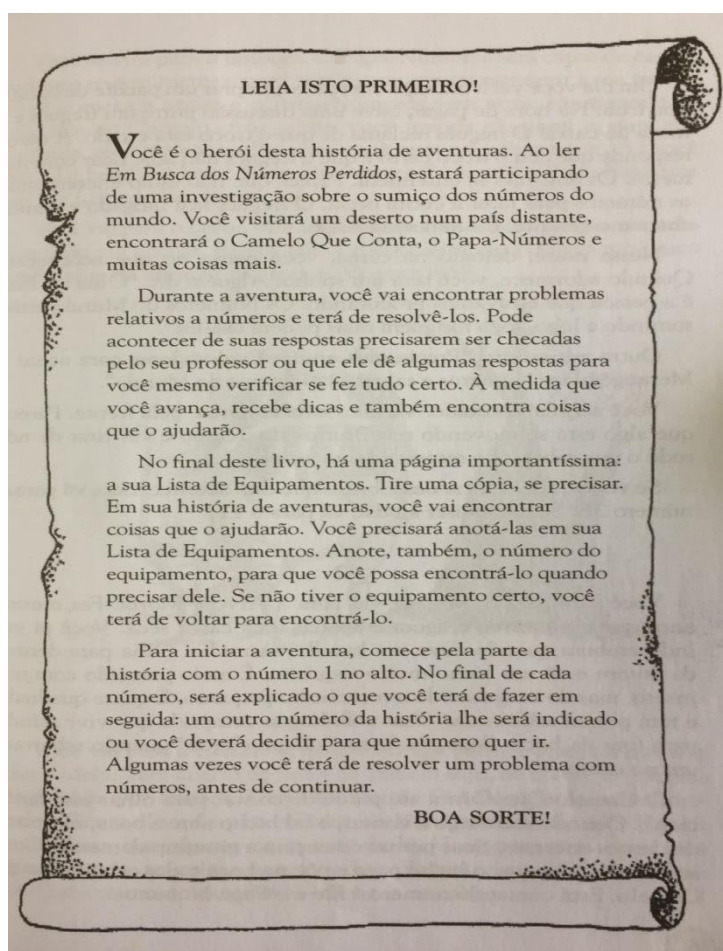 LEIA ISTO PRIMEIRO!
Você é o herói desta história de aventuras. Ao ler
Em Busca dos Números Perdidos, estará participando
de uma investigação sobre o sumiço dos números do
mundo. Você visitará um deserto num país distante,
encontrará o Camelo Que Conta, o Papa-Números e
muitas coisas mais.
Durante a aventura, você vai encontrar problemas
relativos a números e terá de resolvê-los. Pode
acontecer de suas respostas precisarem ser checadas
pelo seu professor ou que ele dê algumas respostas para
você mesmo verificar se fez tudo certo. À medida que
você avança, recebe dicas e também encontra coisas
que o ajudarão.
No final deste livro, há uma página importantíssima:
a sua Lista de Equipamentos. Tire uma cópia, se precisar.
Em sua história de aventuras, você vai encontrar
coisas que o ajudarão. Você precisará anotá-las em sua
Lista de Equipamentos. Anote, também, o número do
equipamento, para que você possa encontrá-lo quando
precisar dele. Se não tiver o equipamento certo, você
terá de voltar para encontrá-lo.
Para iniciar a aventura, comece pela parte da
história com o número 1 no alto. No final de cada
número, será explicado o que você terá de fazer em
seguida: um outro número da história lhe será indicado
ou você deverá decidir para que número quer ir.
Algumas vezes você terá de resolver um problema com
números, antes de continuar.
BOA SORTE!